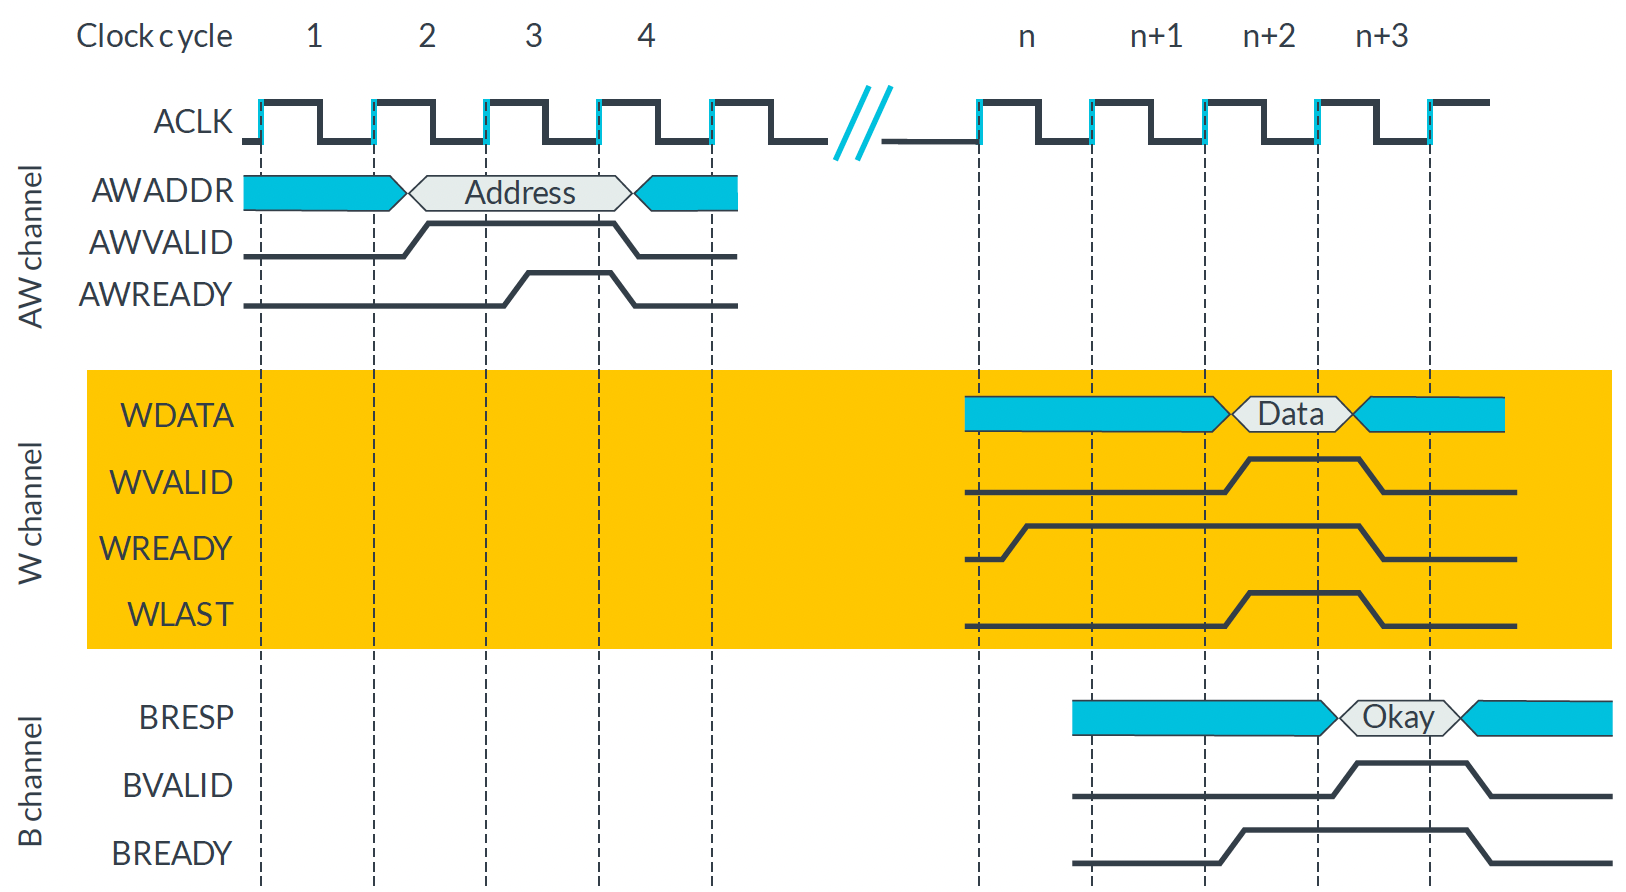 Clock cycle 1 2 3 4 n n+1 n+2 n+3
ACLK
AW channel
AWADDR Address
AWVALID
AWREADY
W channel
WDATA Data
WVALID
WREADY
WLAST
B channel
BRESP Okay
BVALID
BREADY